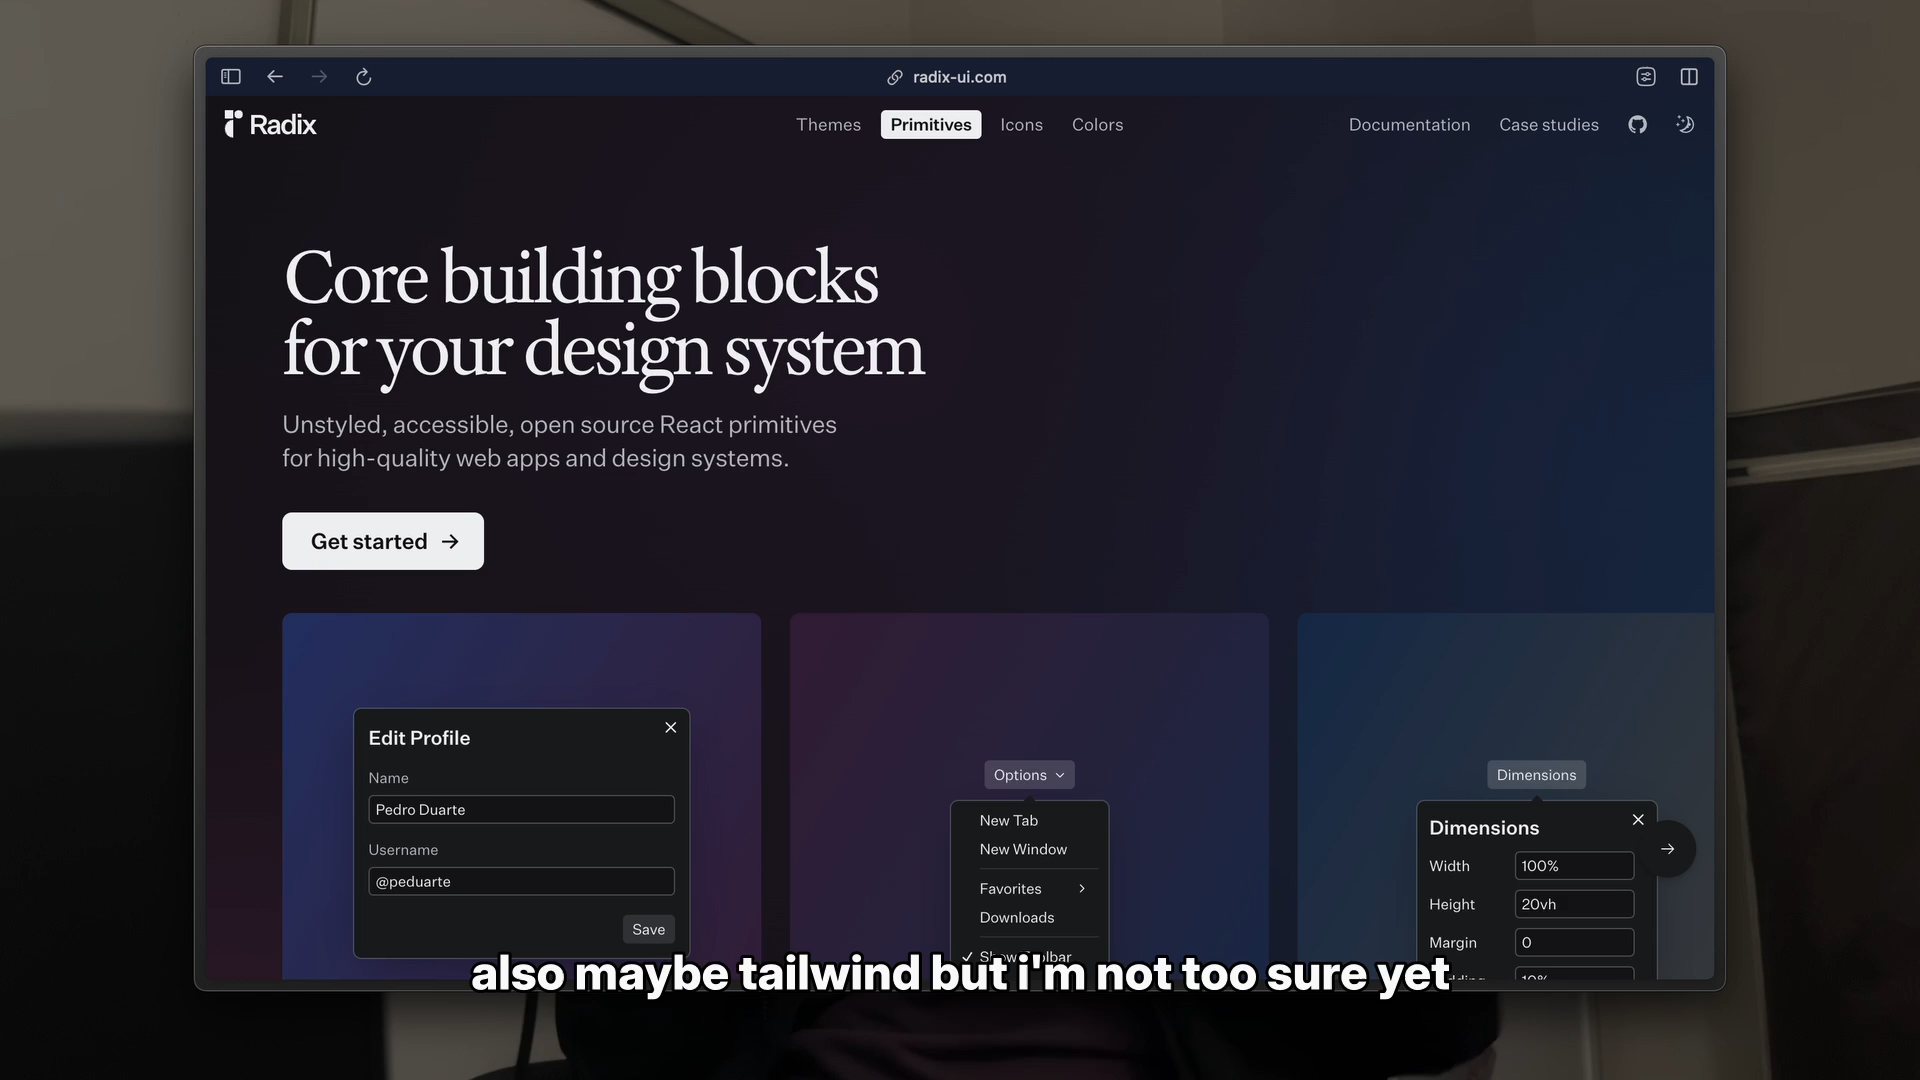 radix-ui.com
Radix
Themes
Primitives
Icons
Colors
Documentation
Case studies
Core building blocks
for your design system
Unstyled, accessible, open source React primitives
for high-quality web apps and design systems.
Get started
Edit Profile
Name
Pedro Duarte
Username
@peduarte
Save
Options
New Tab
New Window
Favorites
Downloads
Dimensions
Dimensions
Width
100%
Height
20vh
Margin
0
also maybe tailwind but i'm not too sure yet